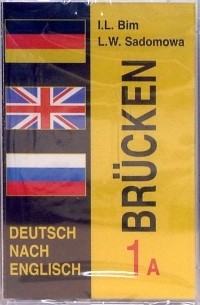 I.L. Bim
L.W. Sadomowa
BRÜCKEN
DEUTSCH
NACH
ENGLISCH
1 A